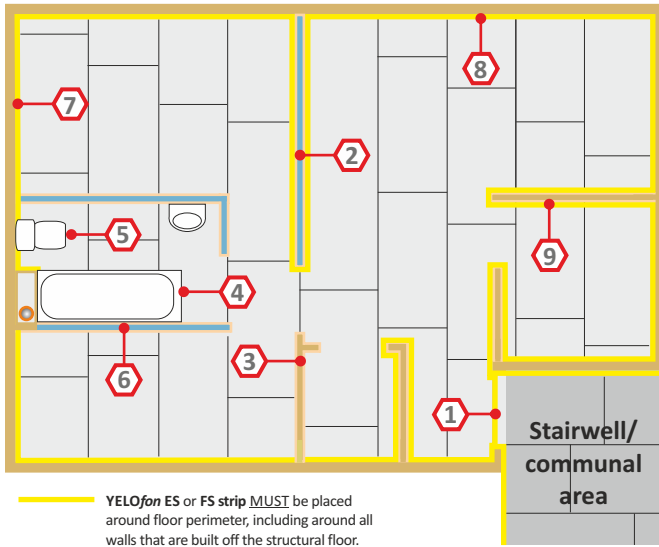 7
8
2
5
9
4
3
6
1
Stairwell/
communal
area
YELOfon ES or FS strip MUST be placed
around floor perimeter, including around all
walls that are built off the structural floor.